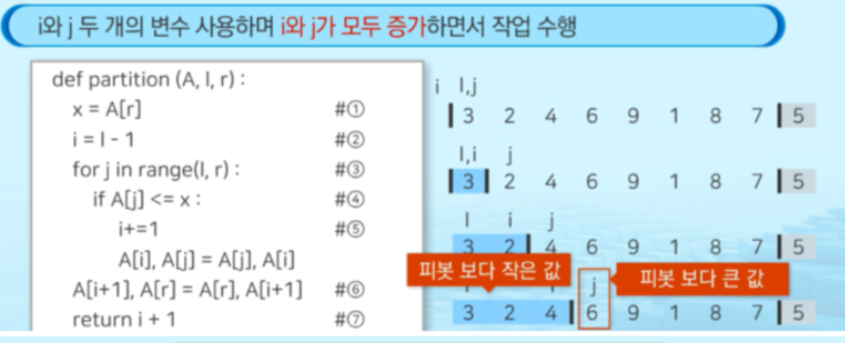 i와 j 두 개의 변수 사용하며 i와 j가 모두 증가하면서 작업 수행
def partition (A, l, r) :
x = A[r] #①
i = l - 1 #②
for j in range(l, r) : #③
if A[j] <= x : #④
i+=1 #⑤
A[i], A[j] = A[j], A[i]
A[i+1], A[r] = A[r], A[i+1] #⑥
return i + 1 #⑦
i l,j
3 2 4 6 9 1 8 7 5
l,i j
3 2 4 6 9 1 8 7 5
l i j
3 2 4 6 9 1 8 7 5
피봇 보다 작은 값
j
피봇 보다 큰 값
3 2 4 6 9 1 8 7 5